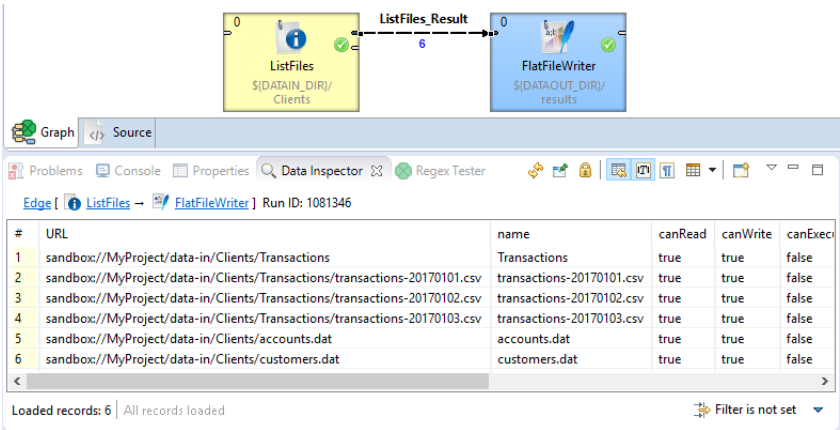 0
ListFiles
${DATAIN_DIR}/
Clients
ListFiles_Result
6
0
a;b
FlatFileWriter
${DATAOUT_DIR}/
results
Graph
</> Source
Problems Console Properties Data Inspector Regex Tester
Edge [ ListFiles → FlatFileWriter ] Run ID: 1081346
# URL name canRead canWrite canExecu
1 sandbox://MyProject/data-in/Clients/Transactions Transactions true true false
2 sandbox://MyProject/data-in/Clients/Transactions/transactions-20170101.csv transactions-20170101.csv true true false
3 sandbox://MyProject/data-in/Clients/Transactions/transactions-20170102.csv transactions-20170102.csv true true false
4 sandbox://MyProject/data-in/Clients/Transactions/transactions-20170103.csv transactions-20170103.csv true true false
5 sandbox://MyProject/data-in/Clients/accounts.dat accounts.dat true true false
6 sandbox://MyProject/data-in/Clients/customers.dat customers.dat true true false
Loaded records: 6 All records loaded Filter is not set